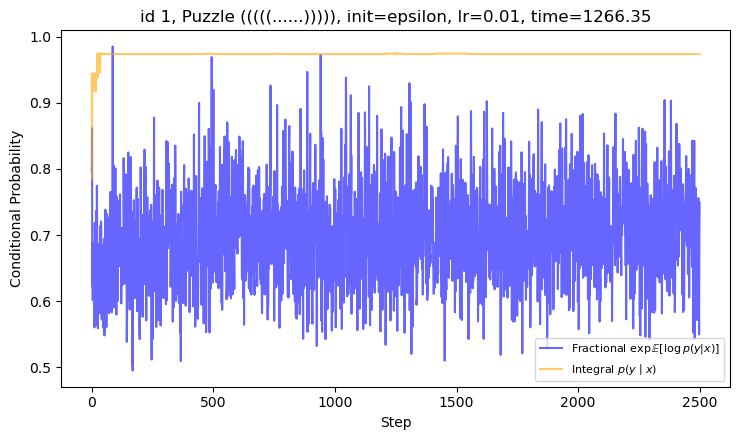 id 1, Puzzle (((((......))))), init=epsilon, lr=0.01, time=1266.35
Conditional Probability
1.0
0.9
0.8
0.7
0.6
0.5
0
500
1000
1500
2000
2500
Step
Fractional exp𝔼[log p(y|x)]
Integral p(y | x)